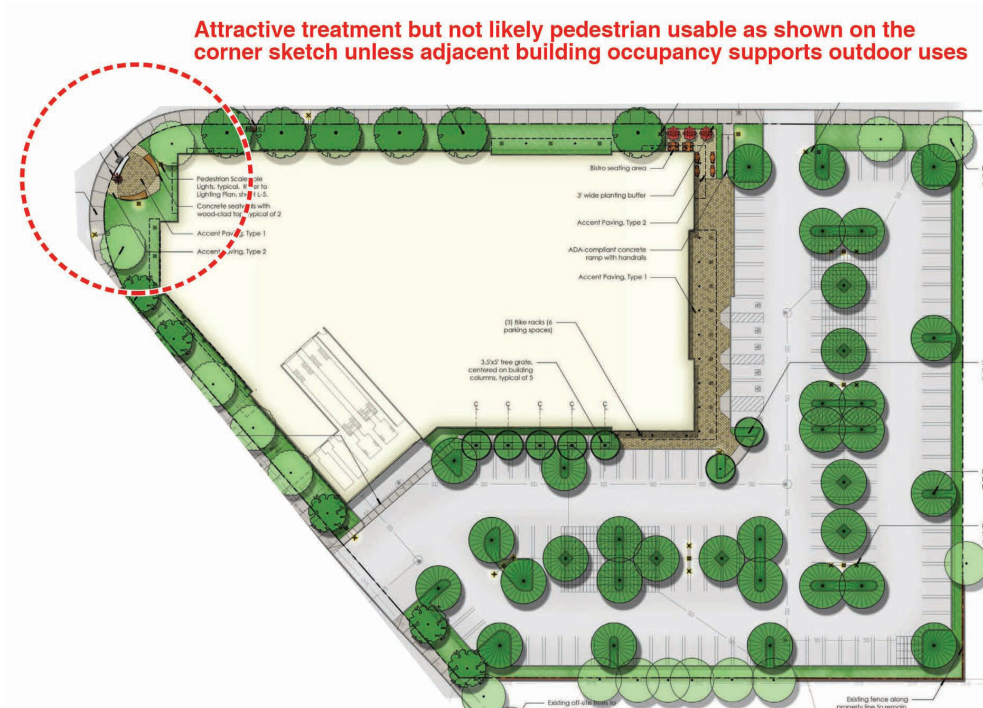 Attractive treatment but not likely pedestrian usable as shown on the
corner sketch unless adjacent building occupancy supports outdoor uses
Bistro seating area
Pedestrian Scale
Lights, typical.
Lighting Plan,
L-5.
Concrete seatwalls with
wood-clad
typical of 2
3' wide planting buffer
Accent Paving, Type 2
Accent Paving, Type 1
Accent Paving, Type 2
ADA-compliant concrete
ramp with handrails
Accent Paving, Type 1
(3) Bike racks (6
parking spaces)
3.5'x5' tree grate,
centered on building
columns, typical of 5
Existing off-site trees to
Existing fence along
property line to remain